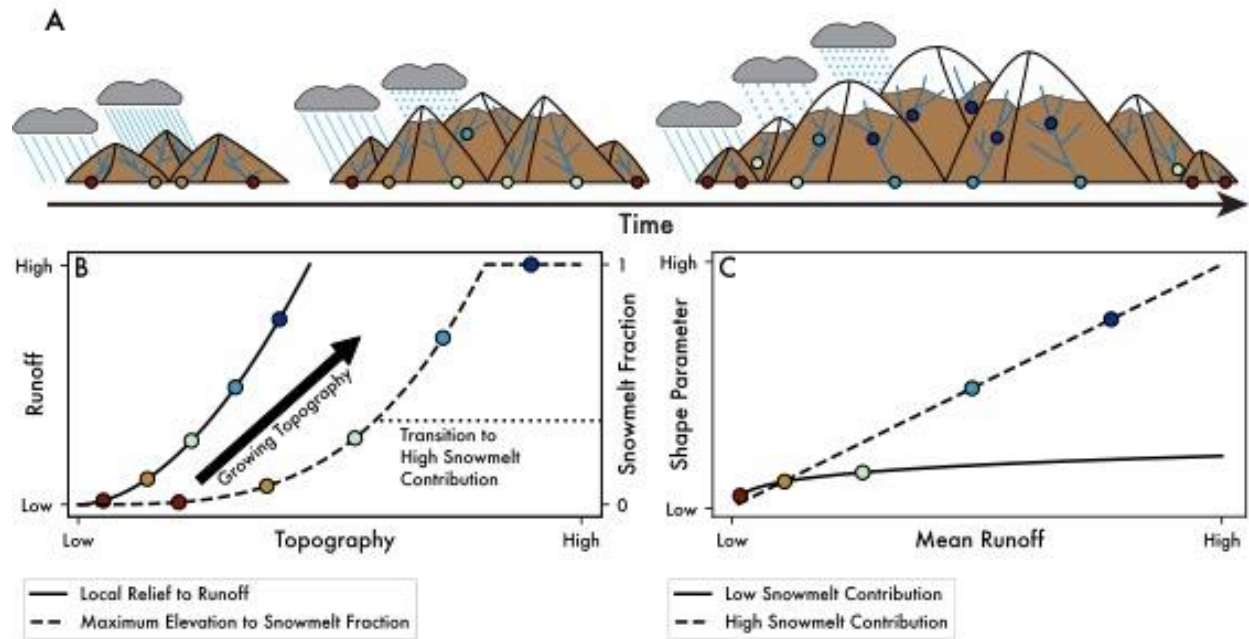 A
Time
B
High
Low
Runoff
Growing Topography
Transition to
High Snowmelt
Contribution
1
0
Snowmelt Fraction
Low
Topography
High
Local Relief to Runoff
Maximum Elevation to Snowmelt Fraction
C
High
Low
Shape Parameter
Low
Mean Runoff
High
Low Snowmelt Contribution
High Snowmelt Contribution